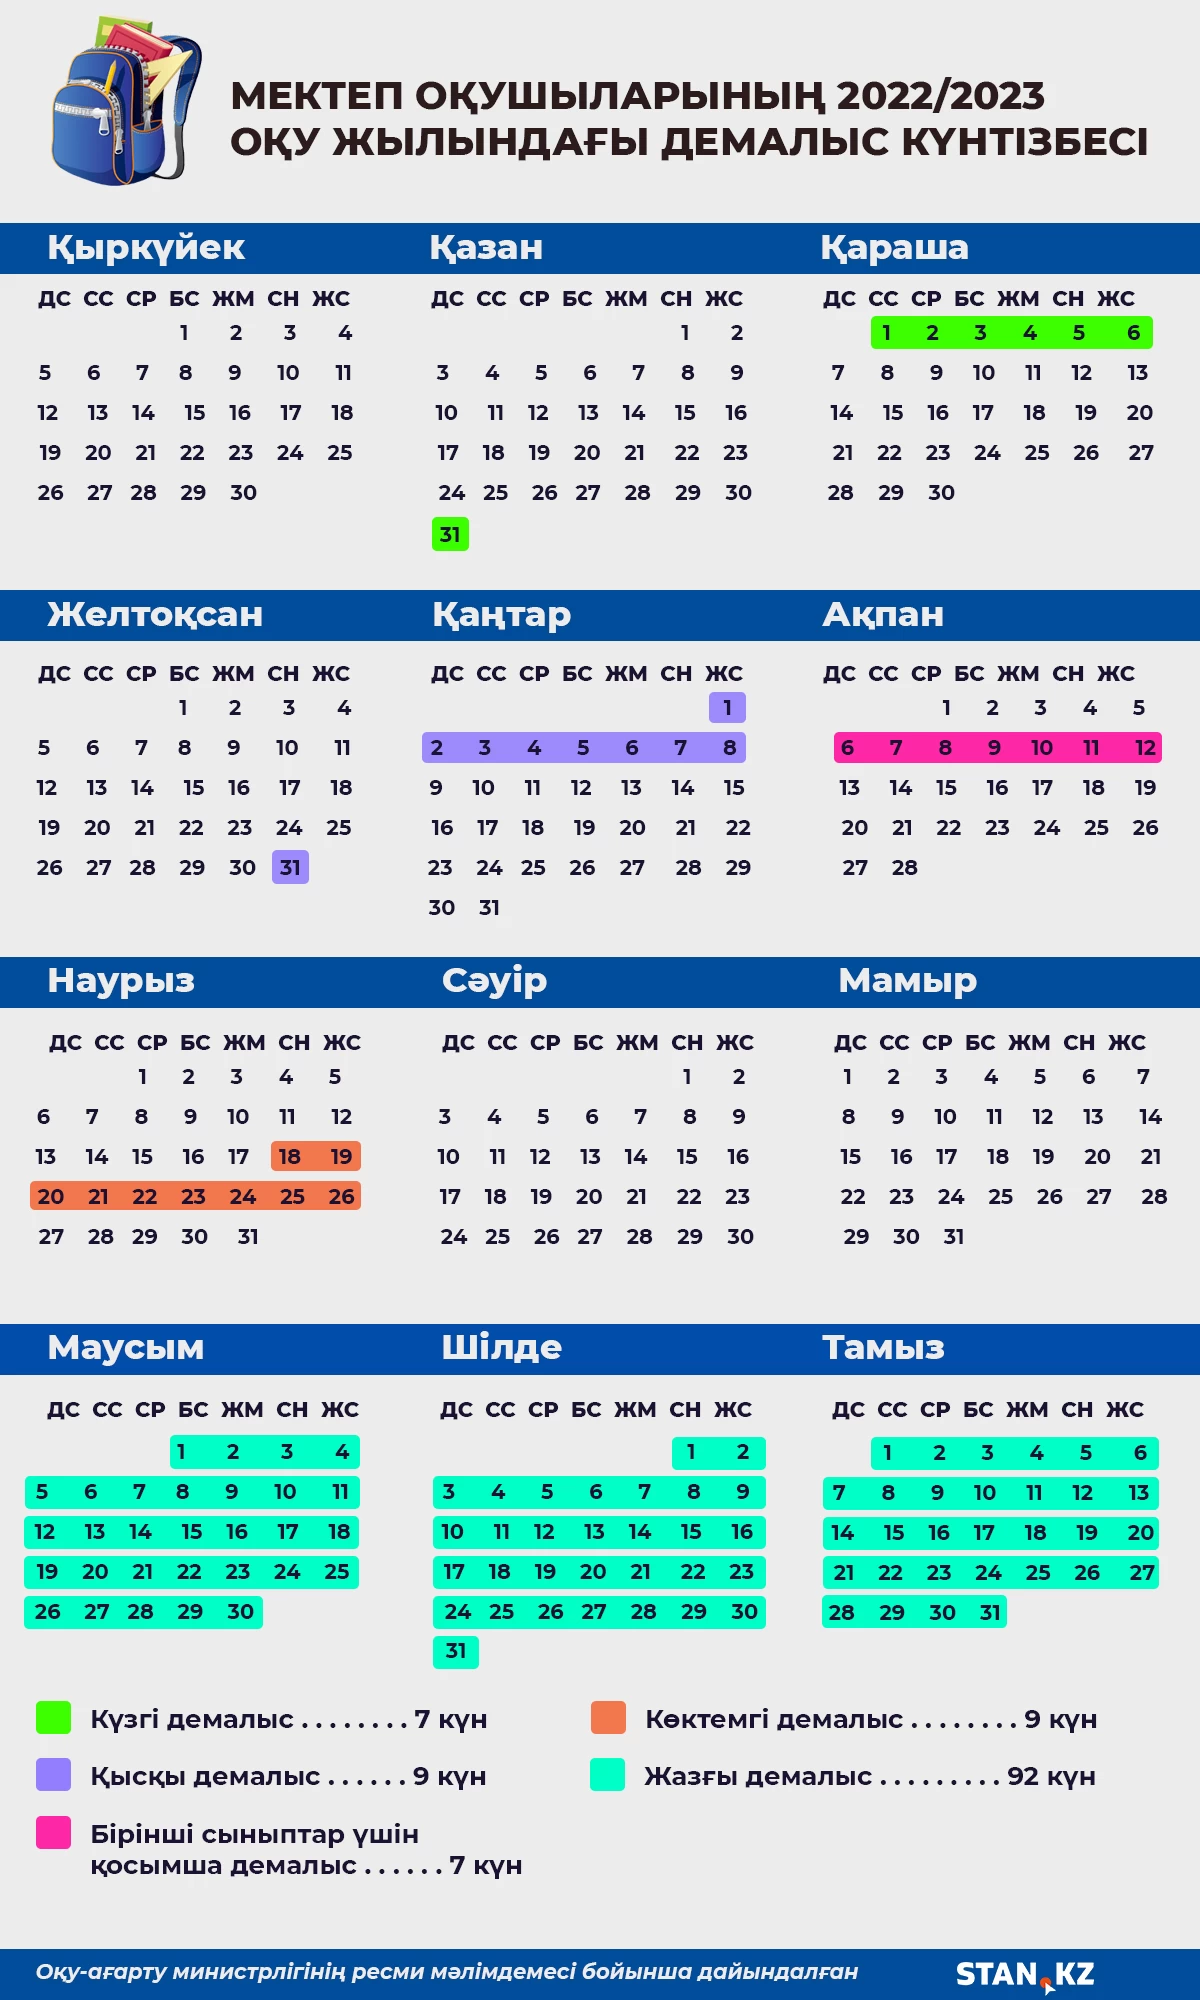 МЕКТЕП ОҚУШЫЛАРЫНЫҢ 2022/2023
ОҚУ ЖЫЛЫНДАҒЫ ДЕМАЛЫС КҮНТІЗБЕСІ
Қыркүйек
ДС СС СР БС ЖМ СН ЖС
1 2 3 4
5 6 7 8 9 10 11
12 13 14 15 16 17 18
19 20 21 22 23 24 25
26 27 28 29 30
Қазан
ДС СС СР БС ЖМ СН ЖС
1 2
3 4 5 6 7 8 9
10 11 12 13 14 15 16
17 18 19 20 21 22 23
24 25 26 27 28 29 30
31
Қараша
ДС СС СР БС ЖМ СН ЖС
1 2 3 4 5 6
7 8 9 10 11 12 13
14 15 16 17 18 19 20
21 22 23 24 25 26 27
28 29 30
Желтоқсан
ДС СС СР БС ЖМ СН ЖС
1 2 3 4
5 6 7 8 9 10 11
12 13 14 15 16 17 18
19 20 21 22 23 24 25
26 27 28 29 30 31
Қаңтар
ДС СС СР БС ЖМ СН ЖС
1
2 3 4 5 6 7 8
9 10 11 12 13 14 15
16 17 18 19 20 21 22
23 24 25 26 27 28 29
30 31
Ақпан
ДС СС СР БС ЖМ СН ЖС
1 2 3 4 5
6 7 8 9 10 11 12
13 14 15 16 17 18 19
20 21 22 23 24 25 26
27 28
Наурыз
ДС СС СР БС ЖМ СН ЖС
1 2 3 4 5
6 7 8 9 10 11 12
13 14 15 16 17 18 19
20 21 22 23 24 25 26
27 28 29 30 31
Сәуір
ДС СС СР БС ЖМ СН ЖС
1 2
3 4 5 6 7 8 9
10 11 12 13 14 15 16
17 18 19 20 21 22 23
24 25 26 27 28 29 30
Мамыр
ДС СС СР БС ЖМ СН ЖС
1 2 3 4 5 6 7
8 9 10 11 12 13 14
15 16 17 18 19 20 21
22 23 24 25 26 27 28
29 30 31
Маусым
ДС СС СР БС ЖМ СН ЖС
1 2 3 4
5 6 7 8 9 10 11
12 13 14 15 16 17 18
19 20 21 22 23 24 25
26 27 28 29 30
Шілде
ДС СС СР БС ЖМ СН ЖС
1 2
3 4 5 6 7 8 9
10 11 12 13 14 15 16
17 18 19 20 21 22 23
24 25 26 27 28 29 30
31
Тамыз
ДС СС СР БС ЖМ СН ЖС
1 2 3 4 5 6
7 8 9 10 11 12 13
14 15 16 17 18 19 20
21 22 23 24 25 26 27
28 29 30 31
Күзгі демалыс . . . . . . . . 7 күн
Қысқы демалыс . . . . . . 9 күн
Бірінші сыныптар үшін
қосымша демалыс . . . . . . 7 күн
Көктемгі демалыс . . . . . . . . 9 күн
Жазғы демалыс . . . . . . . . . 92 күн
Оқу-ағарту министрлігінің ресми мәлімдемесі бойынша дайындалған
STAN.KZ